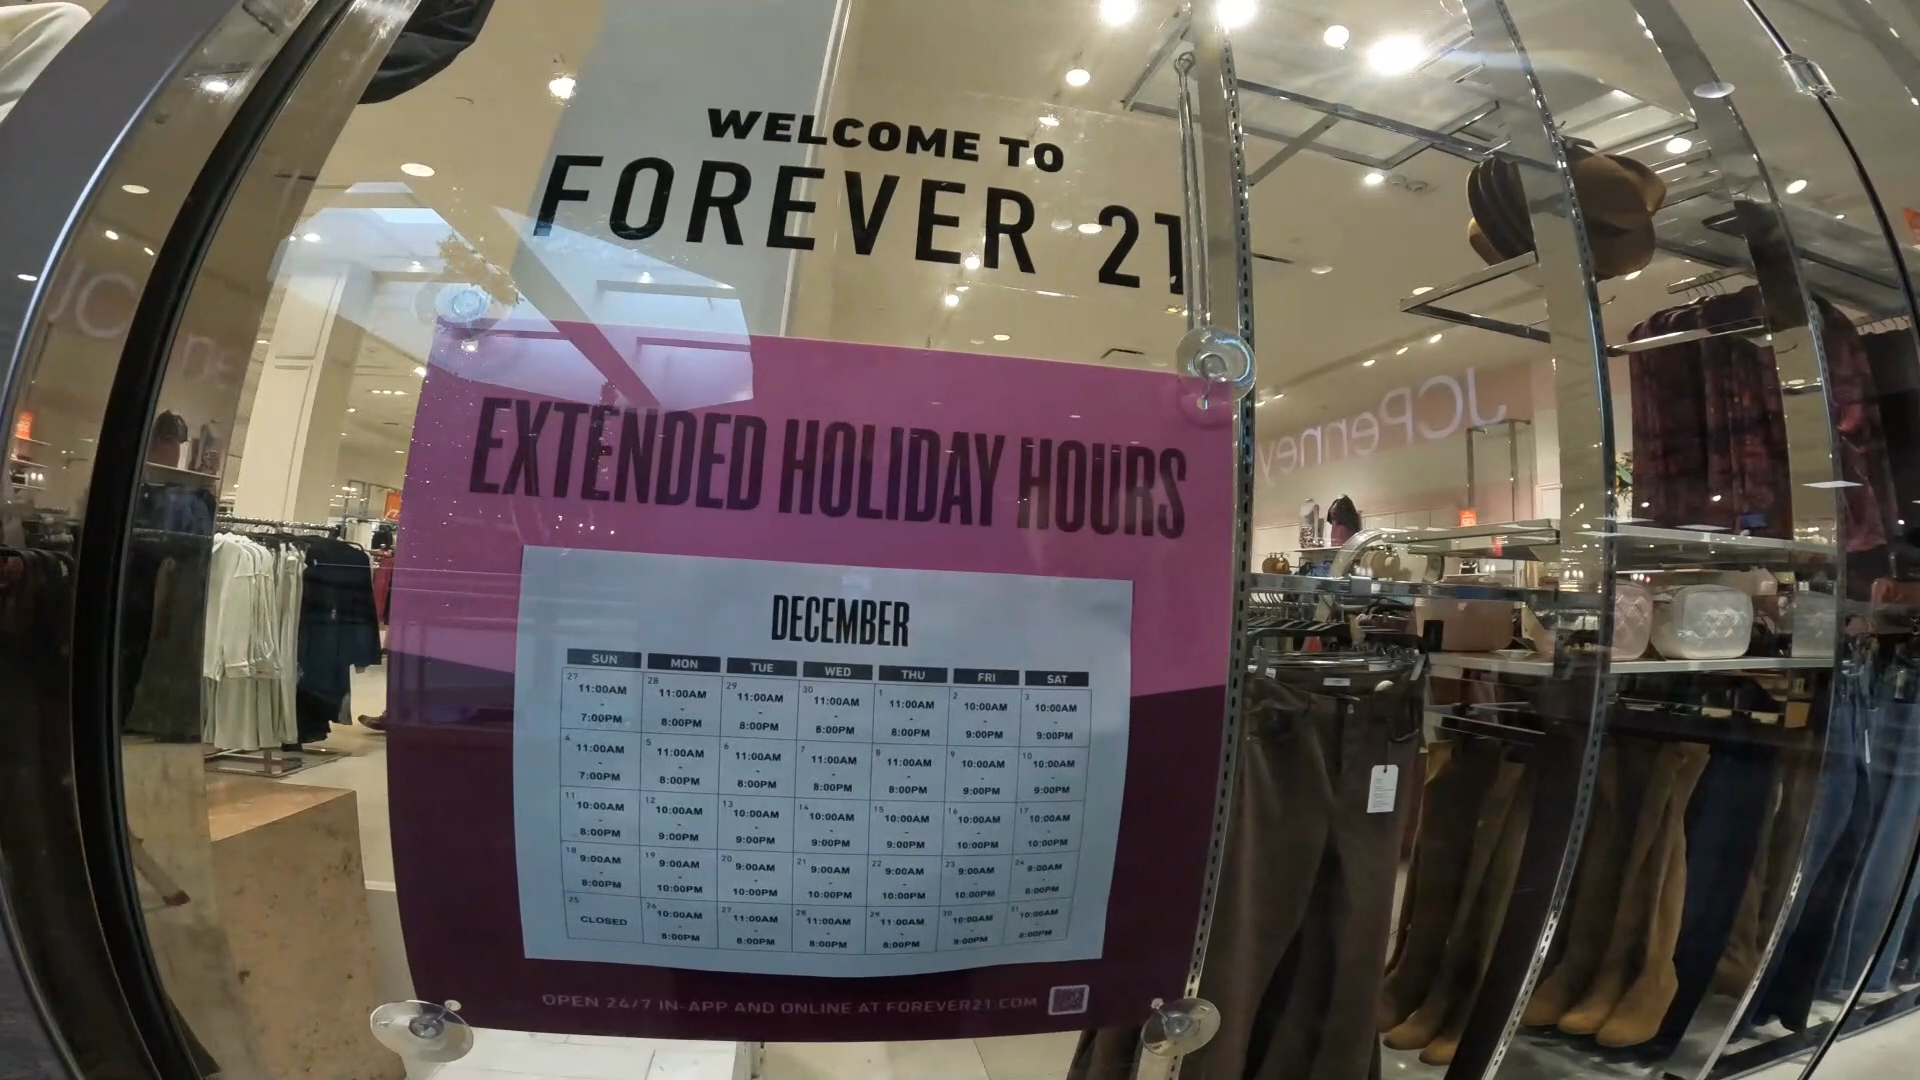 WELCOME TO
FOREVER 21
EXTENDED HOLIDAY HOURS
DECEMBER
SUN MON TUE WED THU FRI SAT
27 28 29 30 1 2 3
11:00AM 11:00AM 11:00AM 11:00AM 11:00AM 10:00AM 10:00AM
- - - - - - -
7:00PM 8:00PM 8:00PM 8:00PM 8:00PM 9:00PM 9:00PM
4 5 6 7 8 9 10
11:00AM 11:00AM 11:00AM 11:00AM 11:00AM 10:00AM 10:00AM
- - - - - - -
7:00PM 8:00PM 8:00PM 8:00PM 8:00PM 9:00PM 9:00PM
11 12 13 14 15 16 17
10:00AM 10:00AM 10:00AM 10:00AM 10:00AM 10:00AM 10:00AM
- - - - - - -
8:00PM 9:00PM 9:00PM 9:00PM 9:00PM 10:00PM 10:00PM
18 19 20 21 22 23 24
9:00AM 9:00AM 9:00AM 9:00AM 9:00AM 9:00AM 9:00AM
- - - - - - -
8:00PM 10:00PM 10:00PM 10:00PM 10:00PM 10:00PM 6:00PM
25 26 27 28 29 30 31
CLOSED 10:00AM 11:00AM 11:00AM 11:00AM 10:00AM 10:00AM
- - - - - -
8:00PM 8:00PM 8:00PM 8:00PM 9:00PM
OPEN 24/7 IN-APP AND ONLINE AT FOREVER21.COM
JCPenney